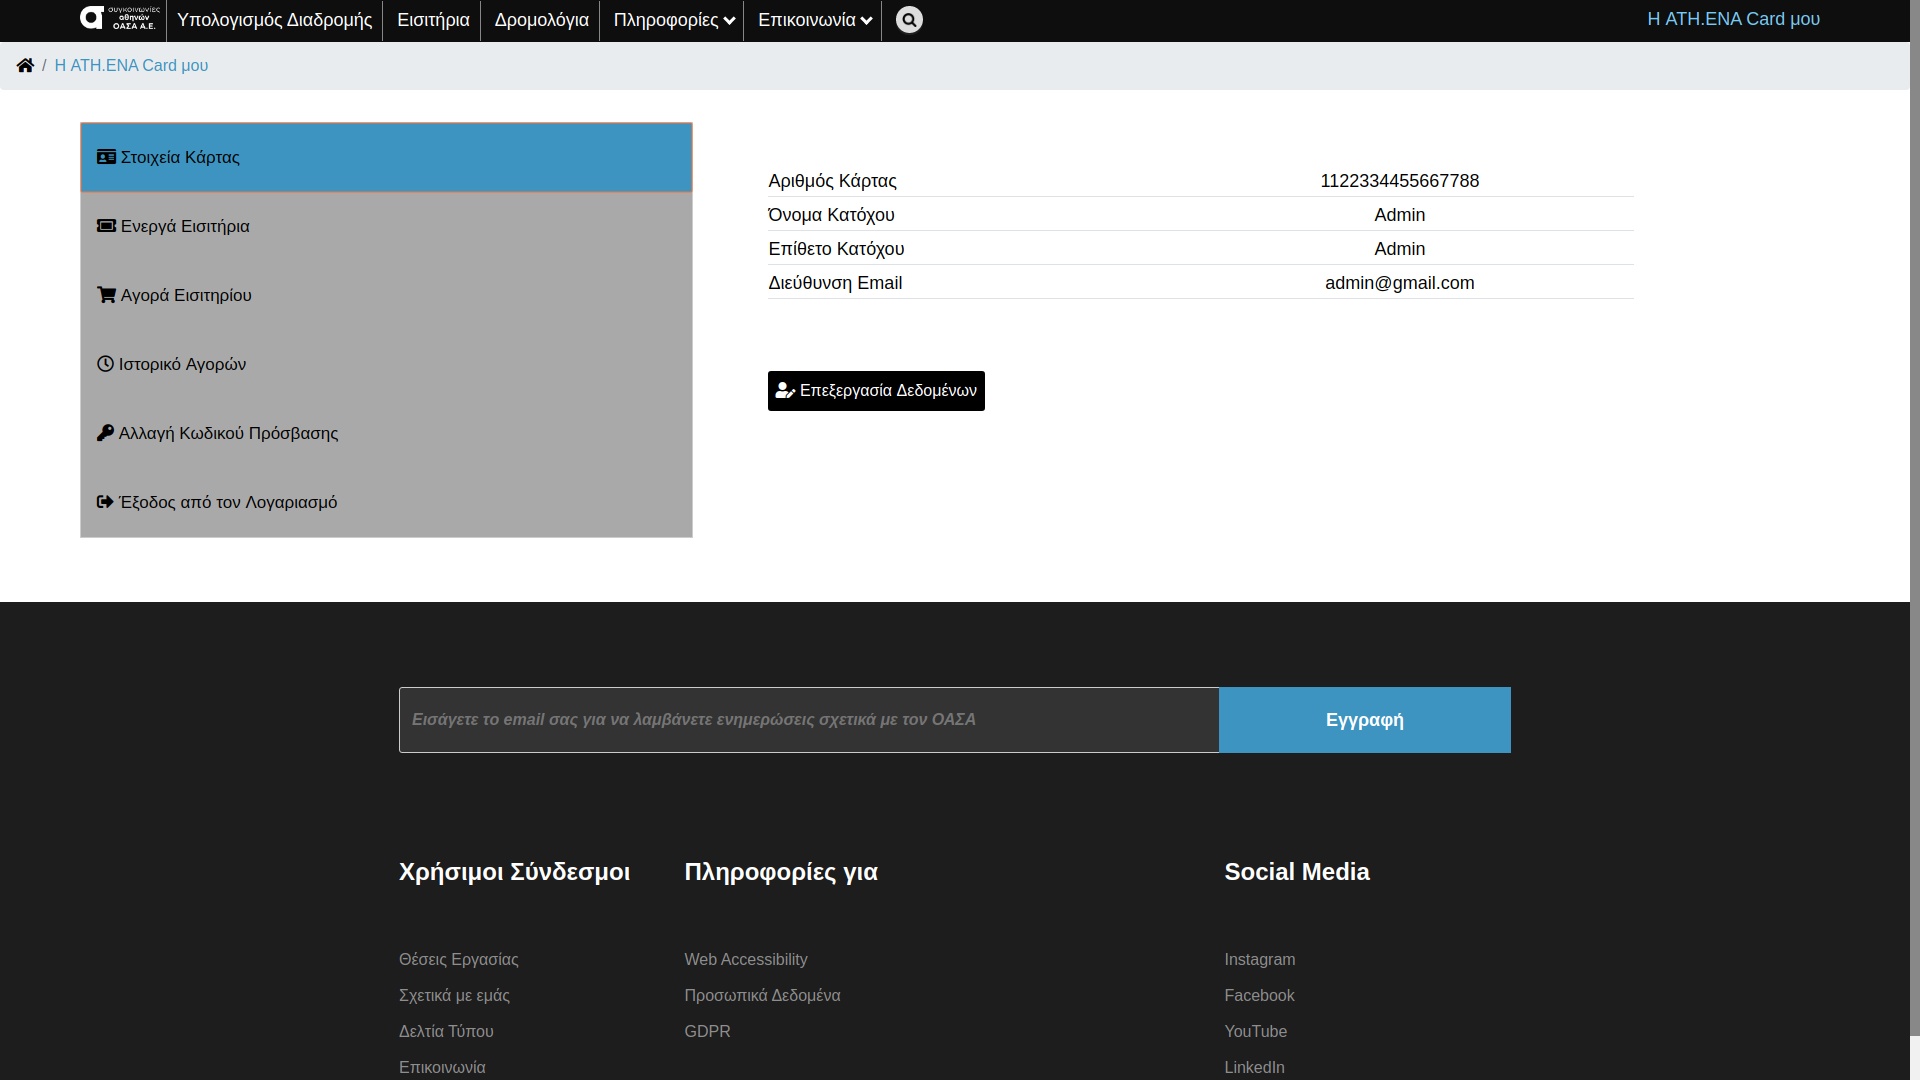 συγκοινωνίες
αθηνών
ΟΑΣΑ Α.Ε.
Υπολογισμός Διαδρομής
Εισιτήρια
Δρομολόγια
Πληροφορίες
Επικοινωνία
Η ATH.ENA Card μου
/ Η ATH.ENA Card μου
Στοιχεία Κάρτας
Ενεργά Εισιτήρια
Αγορά Εισιτηρίου
Ιστορικό Αγορών
Αλλαγή Κωδικού Πρόσβασης
Έξοδος από τον Λογαριασμό
Αριθμός Κάρτας 1122334455667788
Όνομα Κατόχου Admin
Επίθετο Κατόχου Admin
Διεύθυνση Email admin@gmail.com
Επεξεργασία Δεδομένων
Εισάγετε το email σας για να λαμβάνετε ενημερώσεις σχετικά με τον ΟΑΣΑ
Εγγραφή
Χρήσιμοι Σύνδεσμοι
Θέσεις Εργασίας
Σχετικά με εμάς
Δελτία Τύπου
Επικοινωνία
Πληροφορίες για
Web Accessibility
Προσωπικά Δεδομένα
GDPR
Social Media
Instagram
Facebook
YouTube
LinkedIn